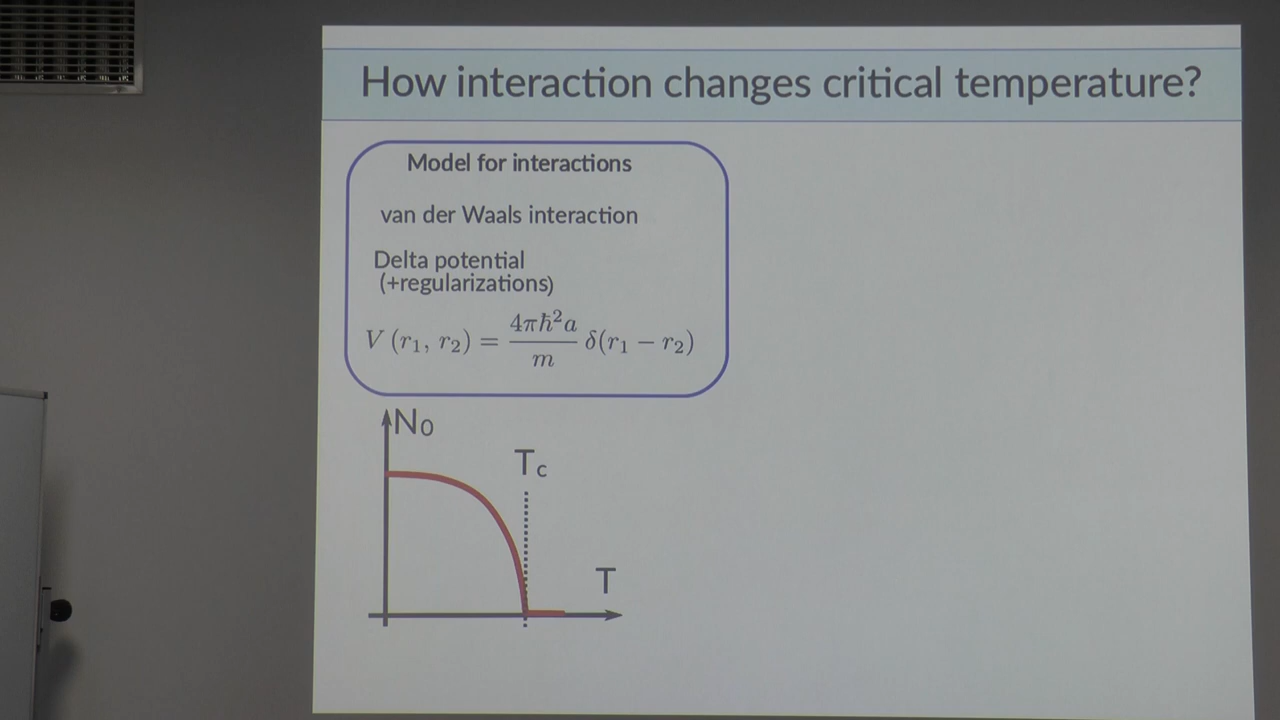 How interaction changes critical temperature?
Model for interactions
van der Waals interaction
Delta potential
(+regularizations)
V (r₁, r₂) = 4πħ²a / m δ(r₁ − r₂)
N₀
T_c
T